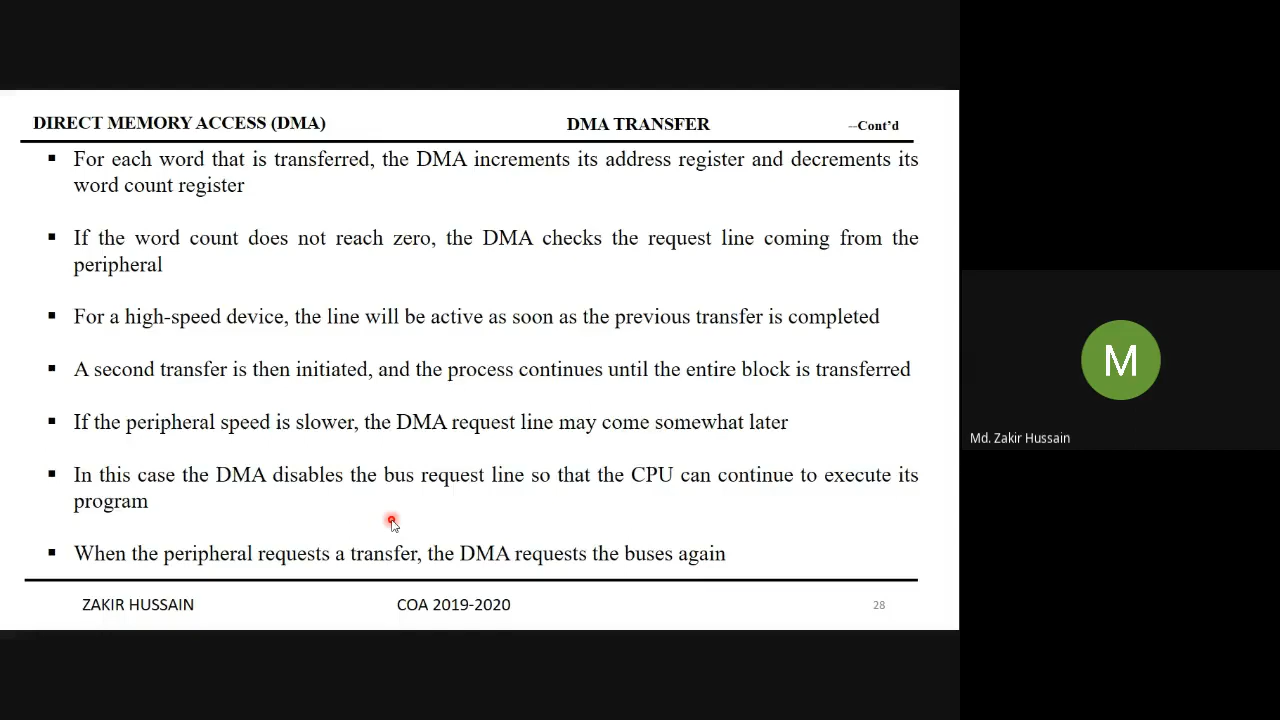 DIRECT MEMORY ACCESS (DMA) DMA TRANSFER --Cont'd
▪ For each word that is transferred, the DMA increments its address register and decrements its
word count register
▪ If the word count does not reach zero, the DMA checks the request line coming from the
peripheral
▪ For a high-speed device, the line will be active as soon as the previous transfer is completed
▪ A second transfer is then initiated, and the process continues until the entire block is transferred
▪ If the peripheral speed is slower, the DMA request line may come somewhat later
▪ In this case the DMA disables the bus request line so that the CPU can continue to execute its
program
▪ When the peripheral requests a transfer, the DMA requests the buses again
ZAKIR HUSSAIN COA 2019-2020 28
M
Md. Zakir Hussain